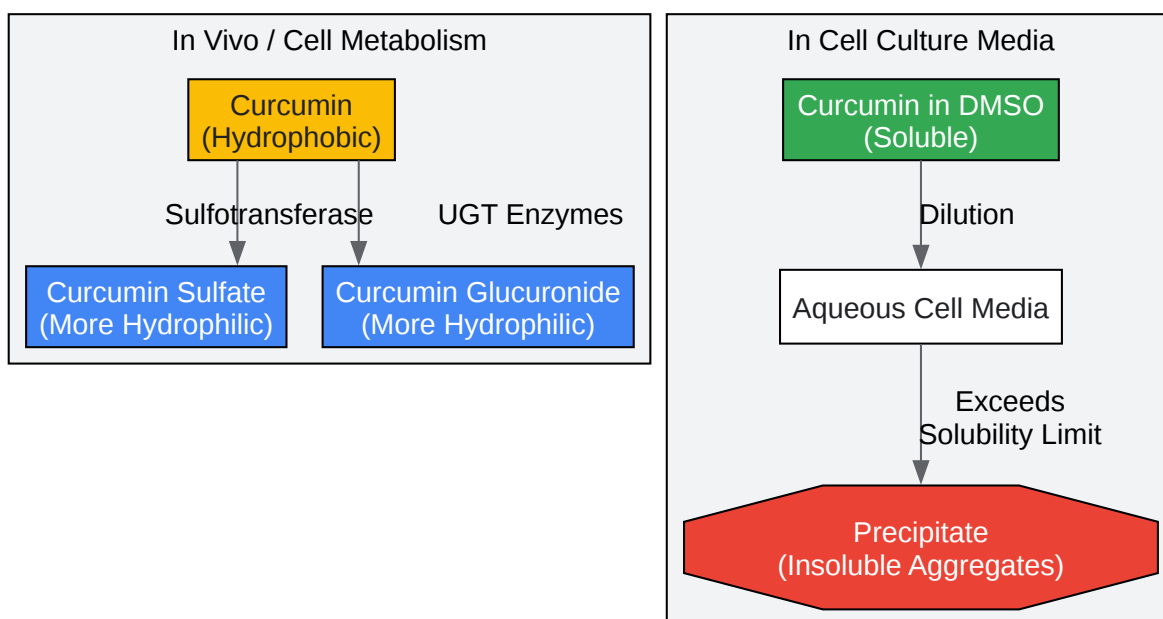 In Vivo / Cell Metabolism
Curcumin
(Hydrophobic)
Sulfotransferase
UGT Enzymes
Curcumin Sulfate
(More Hydrophilic)
Curcumin Glucuronide
(More Hydrophilic)
In Cell Culture Media
Curcumin in DMSO
(Soluble)
Dilution
Aqueous Cell Media
Exceeds
Solubility Limit
Precipitate
(Insoluble Aggregates)